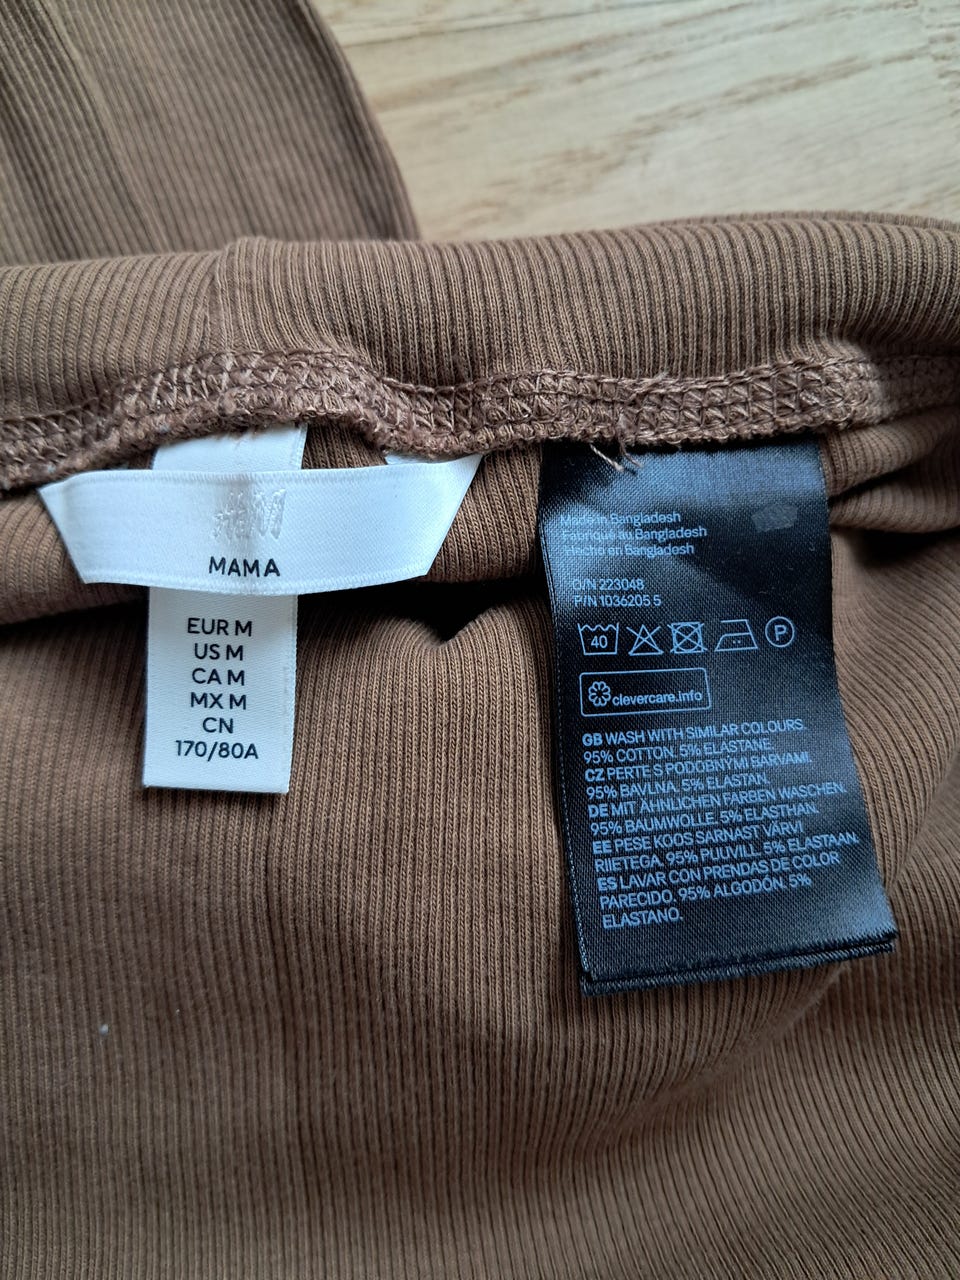 H&M
MAMA
EUR M
US M
CA M
MX M
CN
170/80A
Made in Bangladesh
Fabriqué au Bangladesh
Hecho en Bangladesh
O/N 223048
P/N 1036205 5
40
P
clevercare.info
GB WASH WITH SIMILAR COLOURS.
95% COTTON. 5% ELASTANE.
CZ PERTE S PODOBNÝMI BARVAMI.
95% BAVLNA. 5% ELASTAN.
DE MIT ÄHNLICHEN FARBEN WASCHEN.
95% BAUMWOLLE. 5% ELASTHAN.
EE PESE KOOS SARNAST VÄRVI
RIIETEGA. 95% PUUVILL. 5% ELASTAAN.
ES LAVAR CON PRENDAS DE COLOR
PARECIDO. 95% ALGODÓN. 5%
ELASTANO.